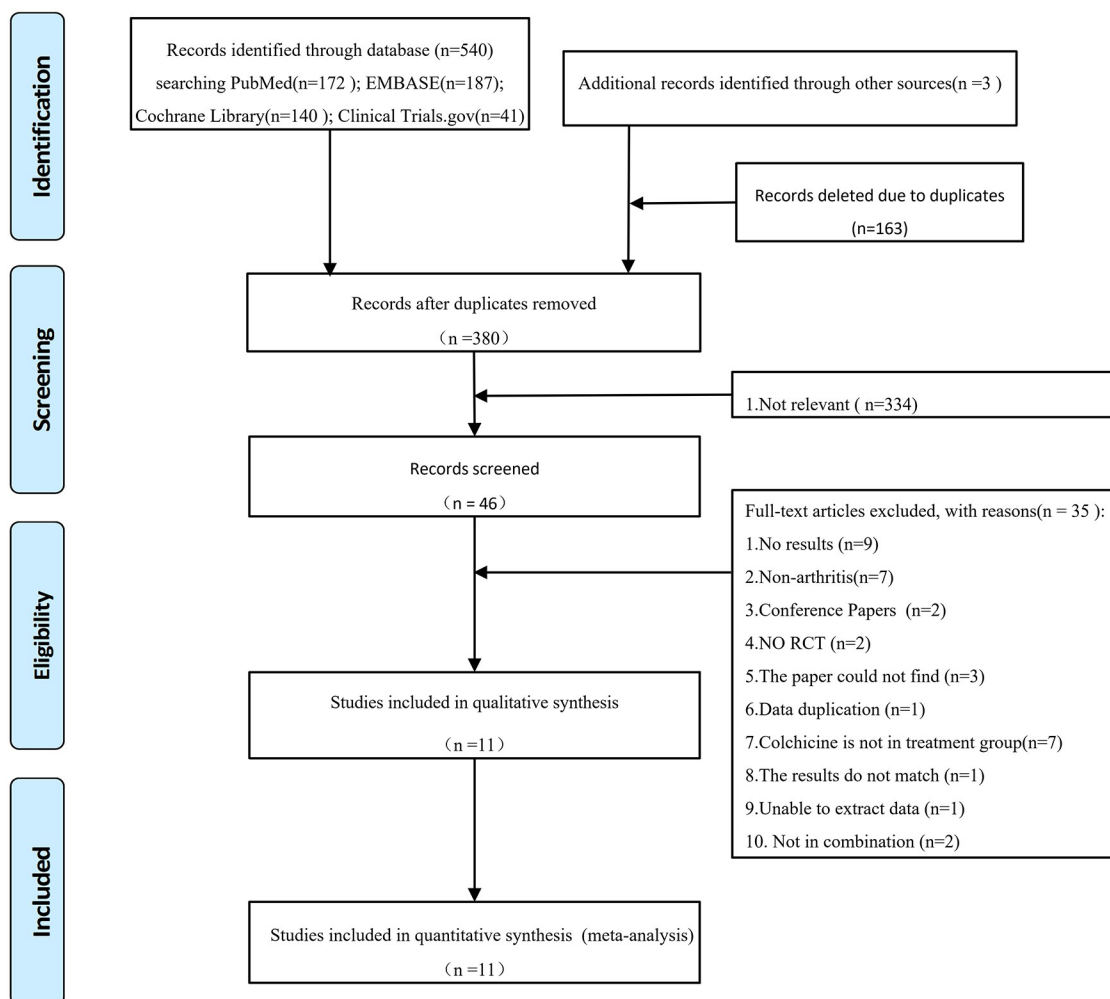 Identification
Records identified through database (n=540)
searching PubMed(n=172 ); EMBASE(n=187);
Cochrane Library(n=140 ); Clinical Trials.gov(n=41)
Additional records identified through other sources(n =3 )
Records deleted due to duplicates
(n=163)
Screening
Records after duplicates removed
（n =380）
1.Not relevant ( n=334)
Records screened
（n = 46）
Eligibility
Full-text articles excluded, with reasons(n = 35 ):
1.No results (n=9)
2.Non-arthritis(n=7)
3.Conference Papers (n=2)
4.NO RCT (n=2)
5.The paper could not find (n=3)
6.Data duplication (n=1)
7.Colchicine is not in treatment group(n=7)
8.The results do not match (n=1)
9.Unable to extract data (n=1)
10. Not in combination (n=2)
Studies included in qualitative synthesis
（n =11）
Included
Studies included in quantitative synthesis (meta-analysis)
（n =11）